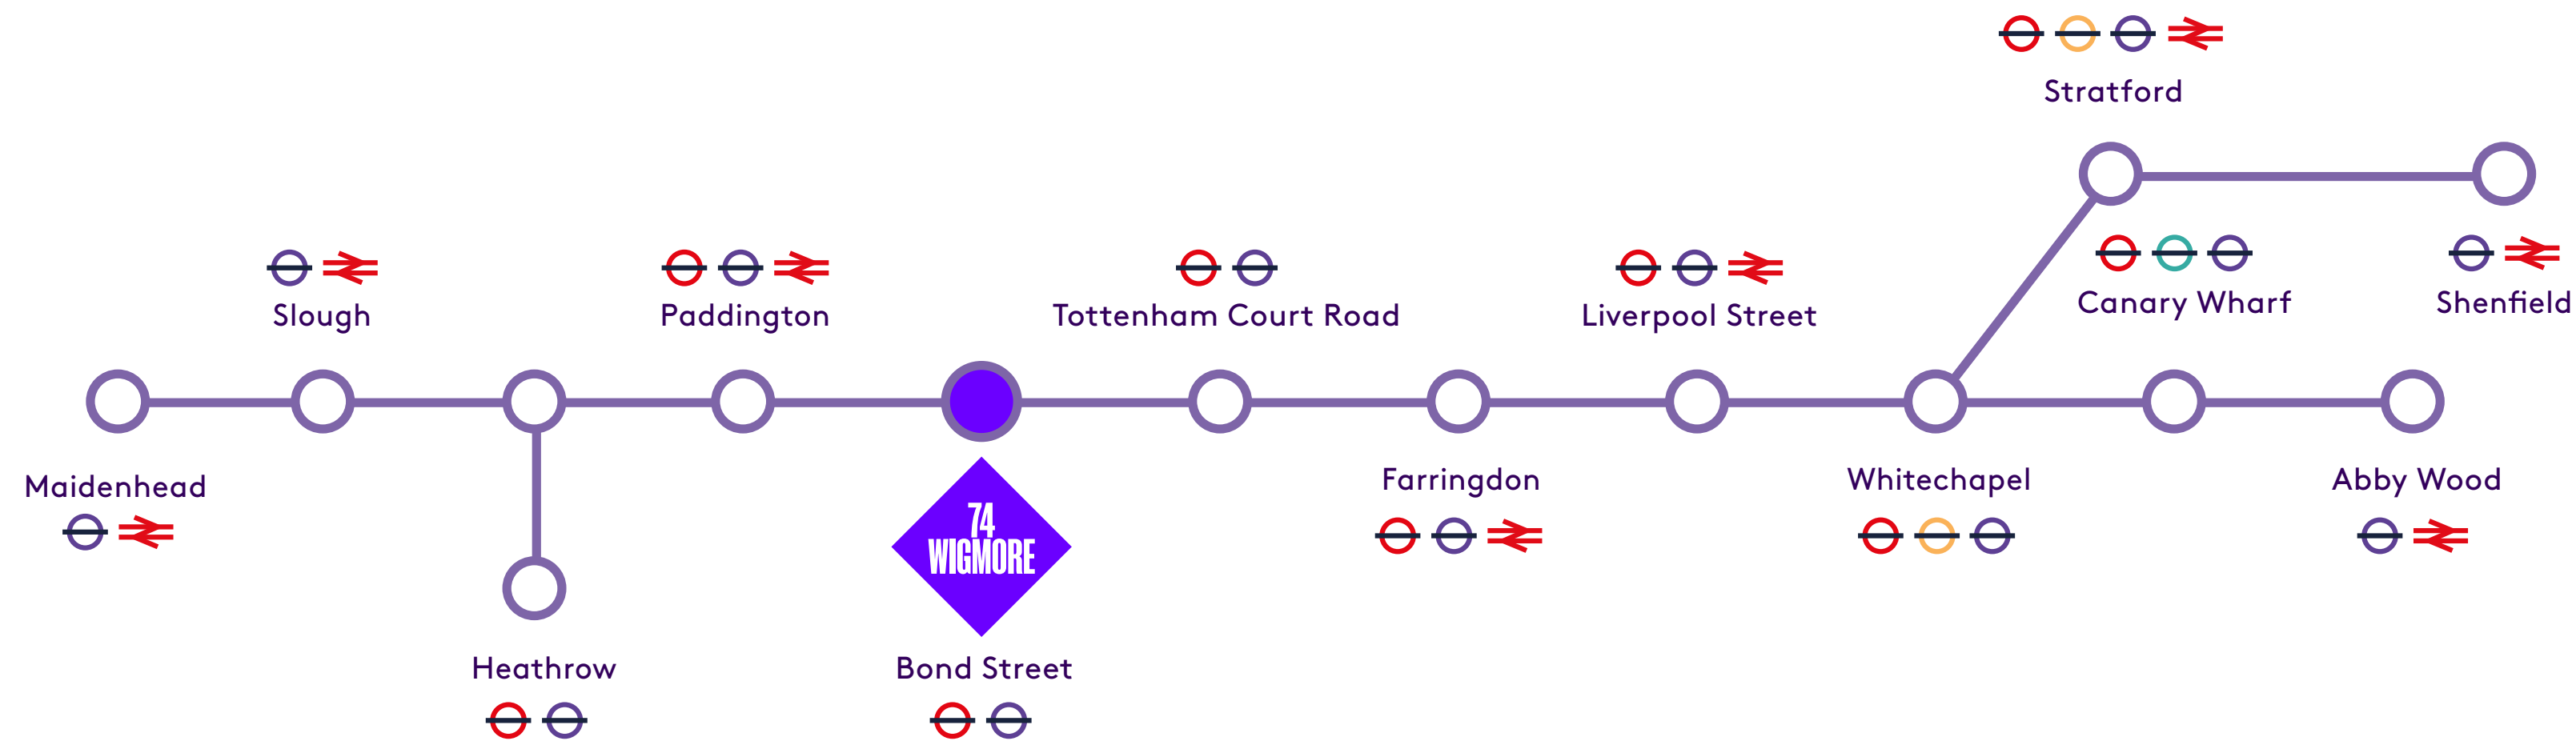 Stratford
Slough
Paddington
Tottenham Court Road
Liverpool Street
Canary Wharf
Shenfield
Maidenhead
74
WIGMORE
Farringdon
Whitechapel
Abby Wood
Heathrow
Bond Street